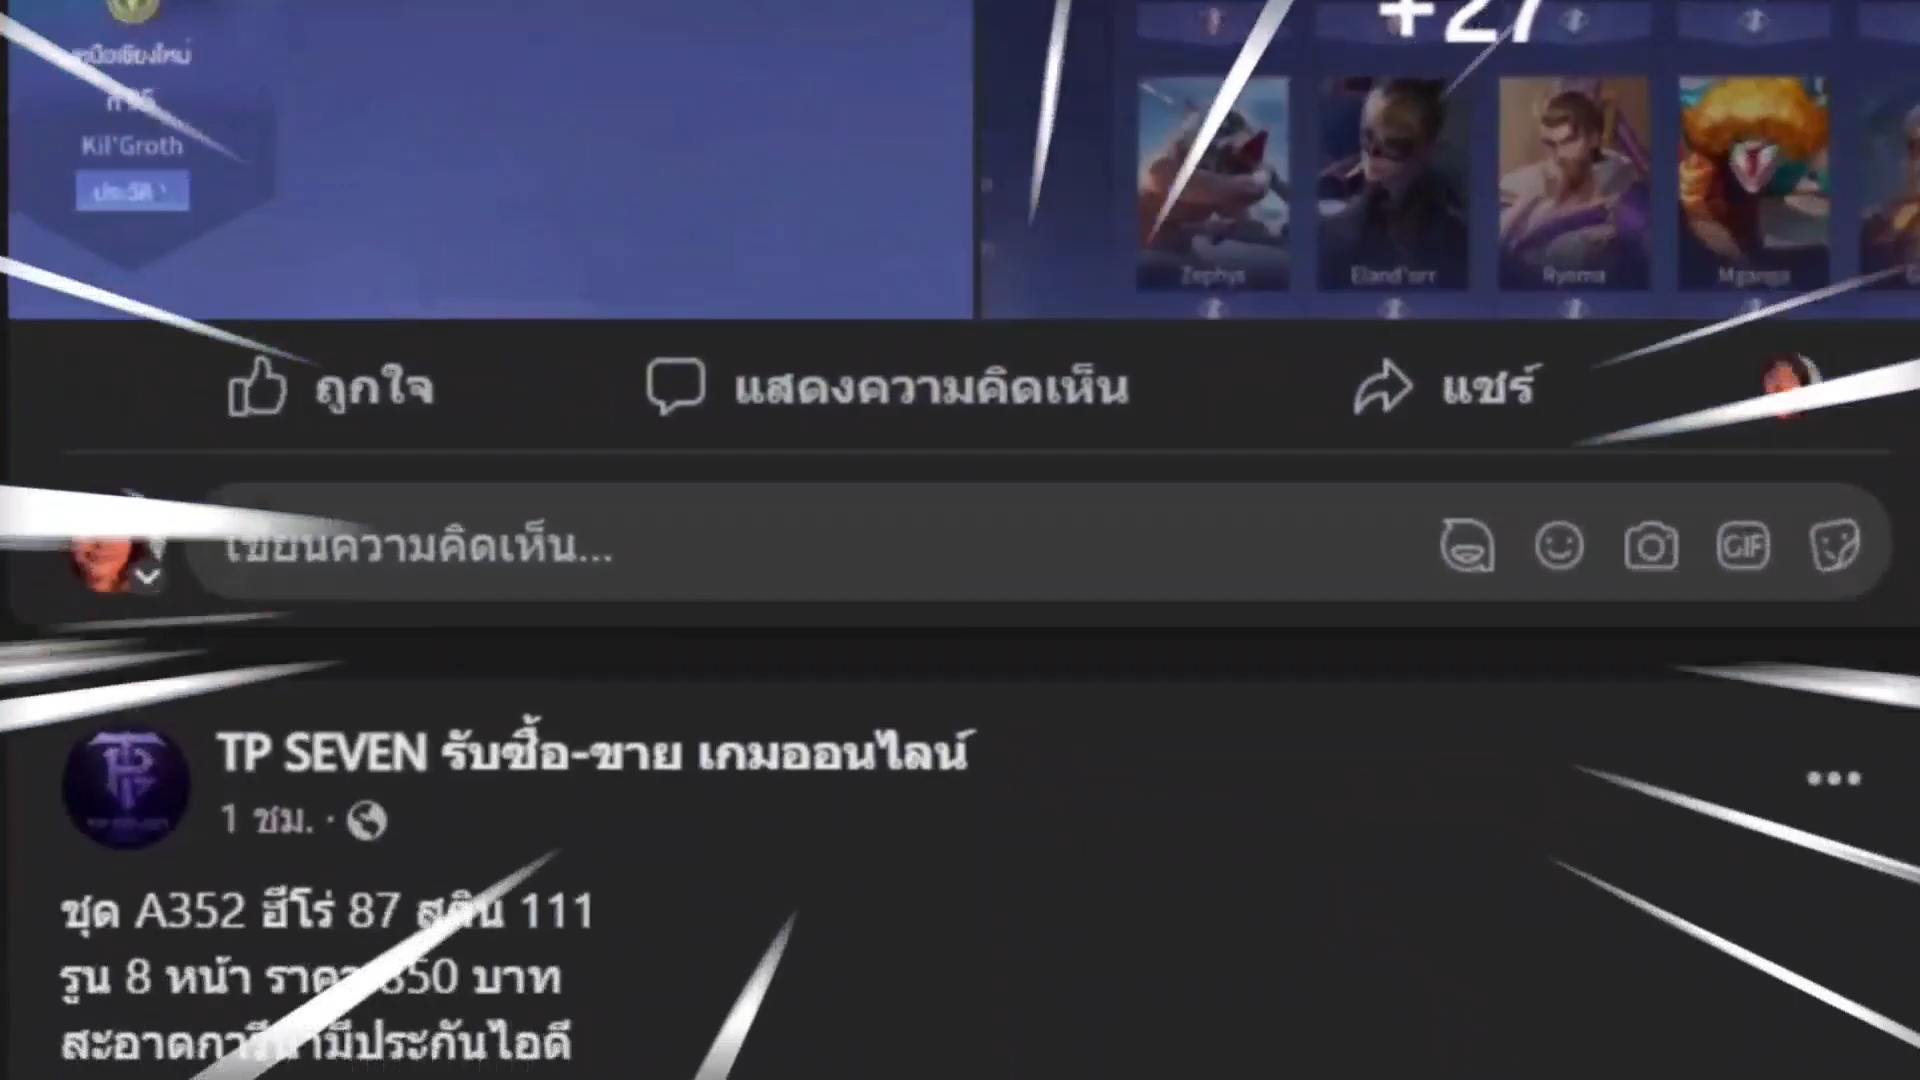 +27
Kil'Groth
ประวัติ
Zephys
Eland'orr
Ryoma
Mganga
ถูกใจ
แสดงความคิดเห็น
แชร์
เขียนความคิดเห็น...
GIF
TP SEVEN รับซื้อ-ขาย เกมออนไลน์
1 ชม.
ชุด A352 ฮีโร่ 87 สกิน 111
รูน 8 หน้า ราคา 850 บาท
สะอาดการีน่ามีประกันไอดี